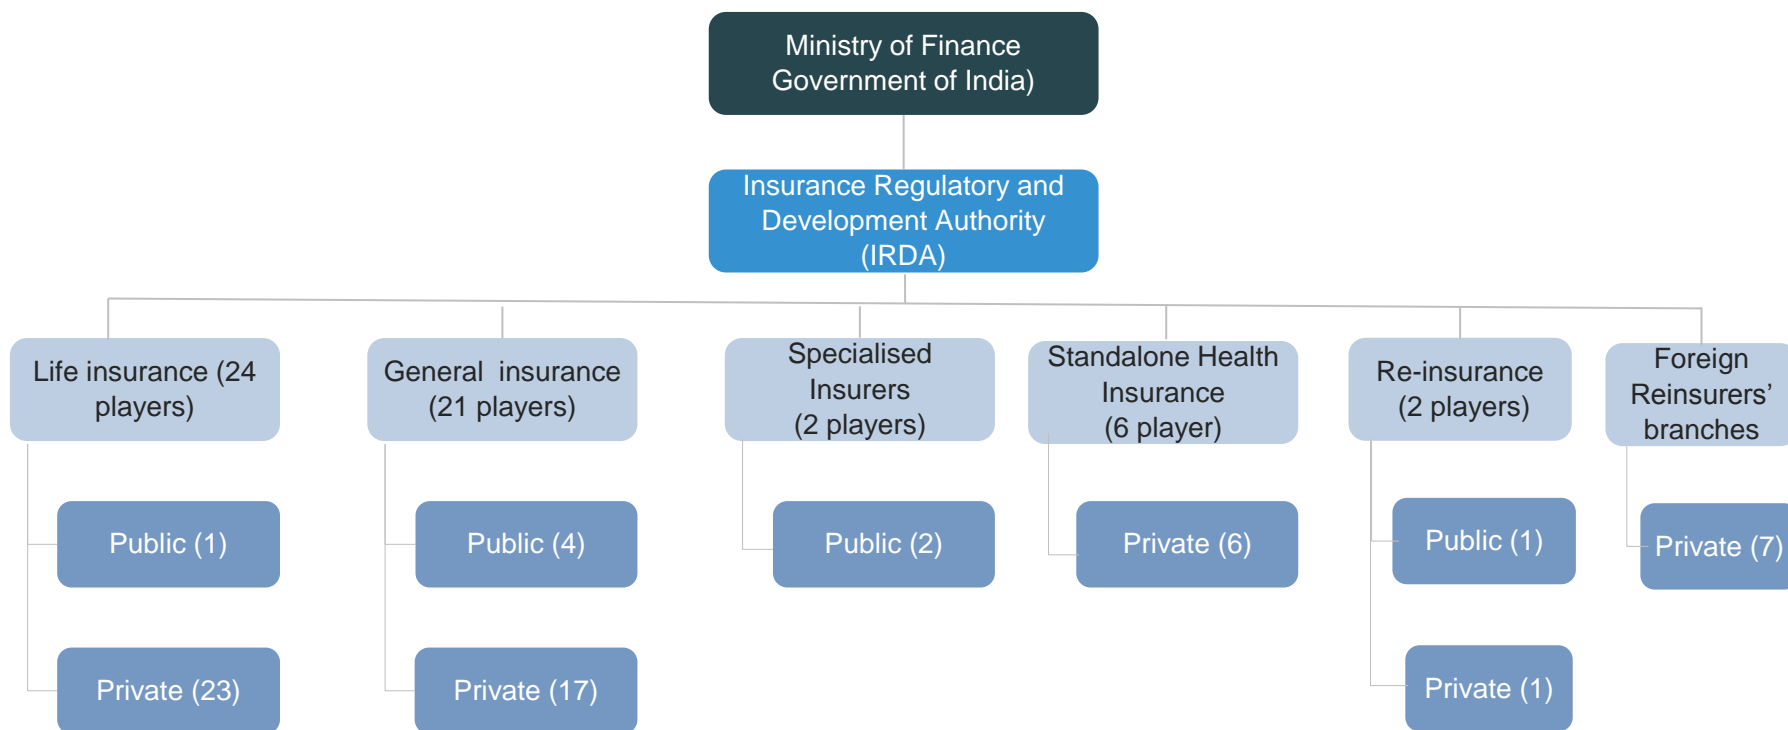 Ministry of Finance
Government of India)
Insurance Regulatory and
Development Authority
(IRDA)
Life insurance (24
players)
General  insurance
(21 players)
Specialised
Insurers
(2 players)
Standalone Health
Insurance
(6 player)
Re-insurance
(2 players)
Foreign
Reinsurers’
branches
Public (1)
Public (4)
Public (2)
Private (6)
Public (1)
Private (7)
Private (23)
Private (17)
Private (1)